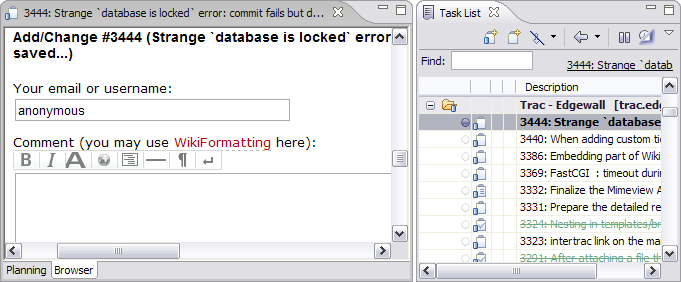 3444: Strange `database is locked` error: commit fails but d...
Add/Change #3444 (Strange `database is locked` error
saved...)
Your email or username:
anonymous
Comment (you may use WikiFormatting here):
B I A
Planning Browser
Task List
Find:
3444: Strange `datab
Description
Trac - Edgewall [trac.edg
3444: Strange `database
3440: When adding custom tic
3386: Embedding part of Wiki
3369: FastCGI : timeout durin
3332: Finalize the Mimeview A
3331: Prepare the detailed re
3324: Nesting in templates/br
3323: intertrac link on the ma
3291: After attaching a file th